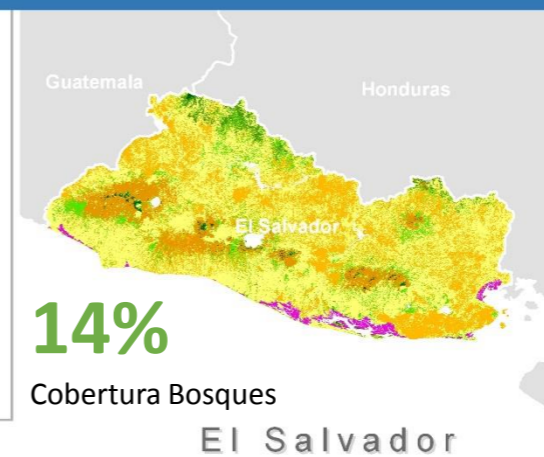 Guatemala
Honduras
El Salvador
14%
Cobertura Bosques
El Salvador